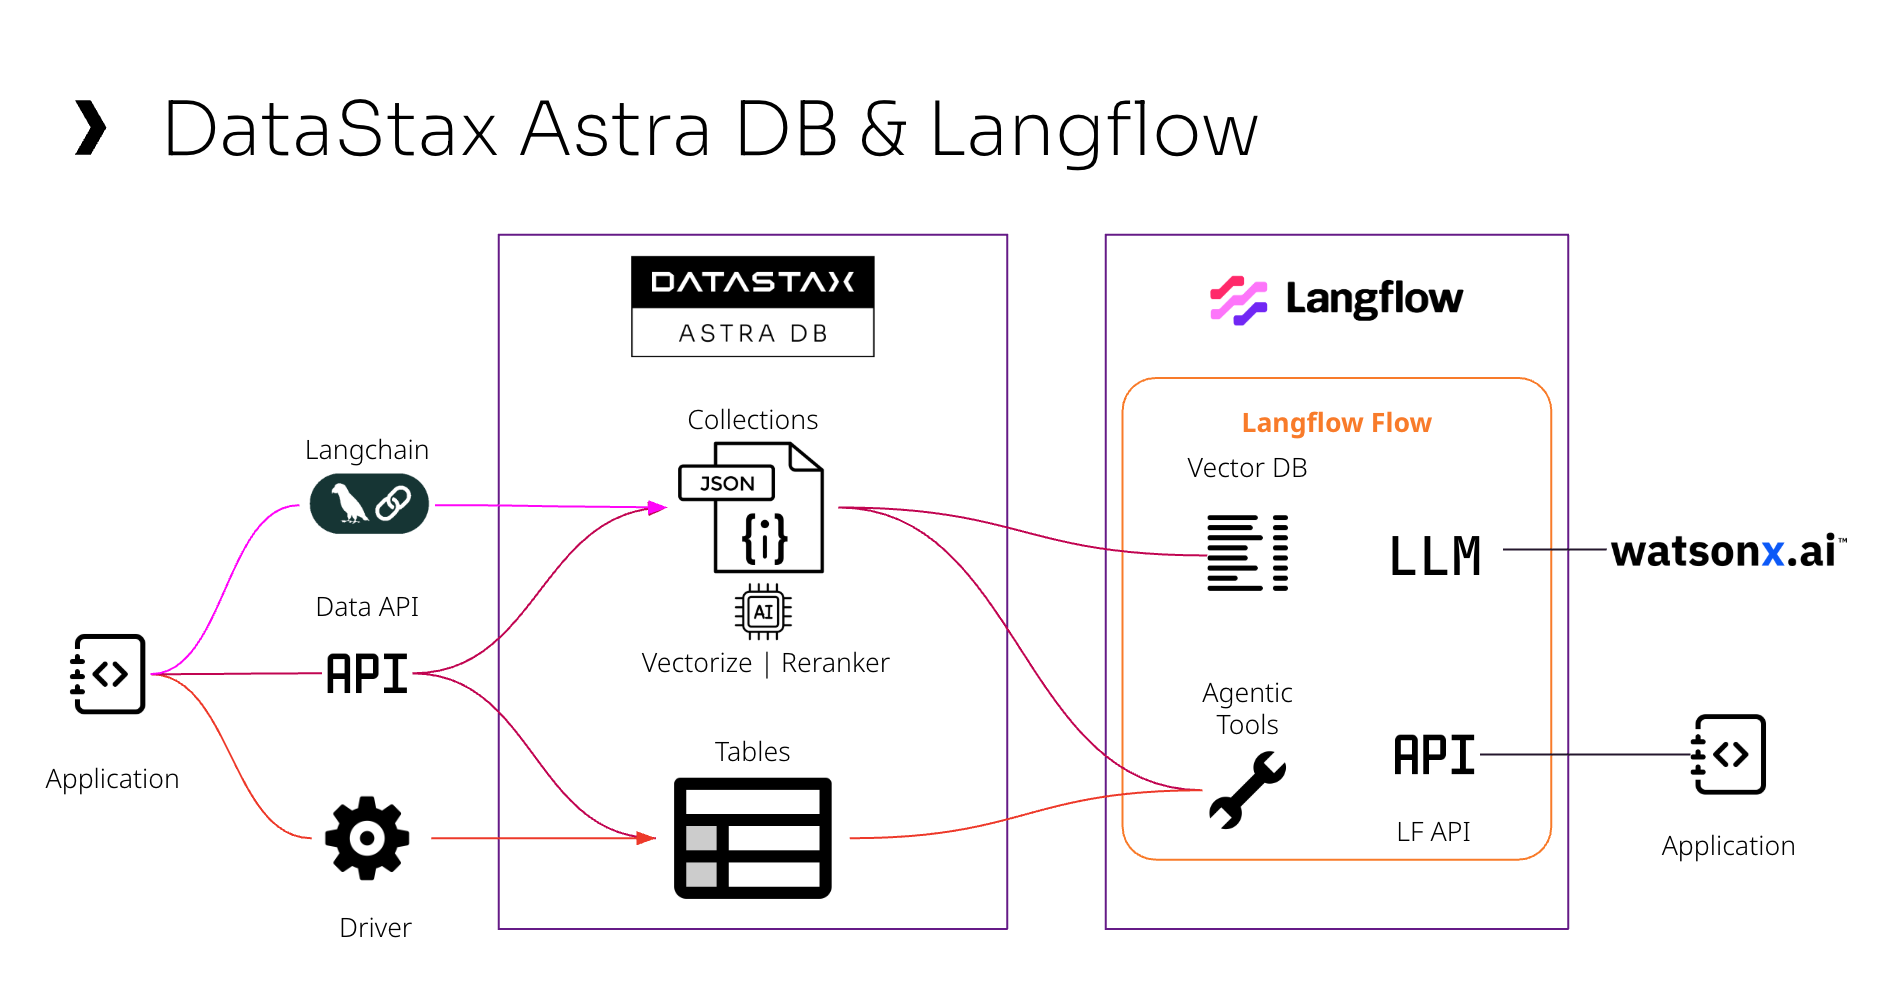 DataStax Astra DB & Langflow
DATASTAX
ASTRA DB
Langflow
Collections
Langflow Flow
Langchain
Vector DB
JSON
{i}
LLM
watsonx.ai™
Data API
AI
API
Vectorize | Reranker
Agentic
Tools
Tables
API
Application
LF API
Application
Driver